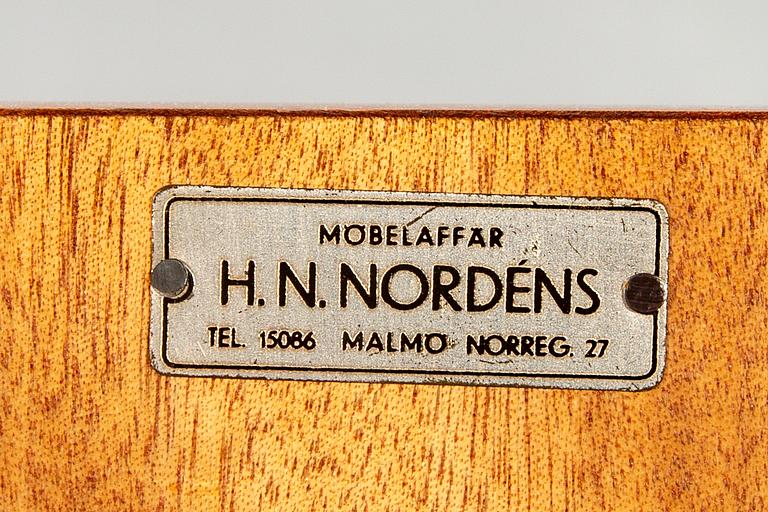 MÖBELAFFÄR
H. N. NORDÉNS
TEL. 15086 MALMÖ NORREG. 27